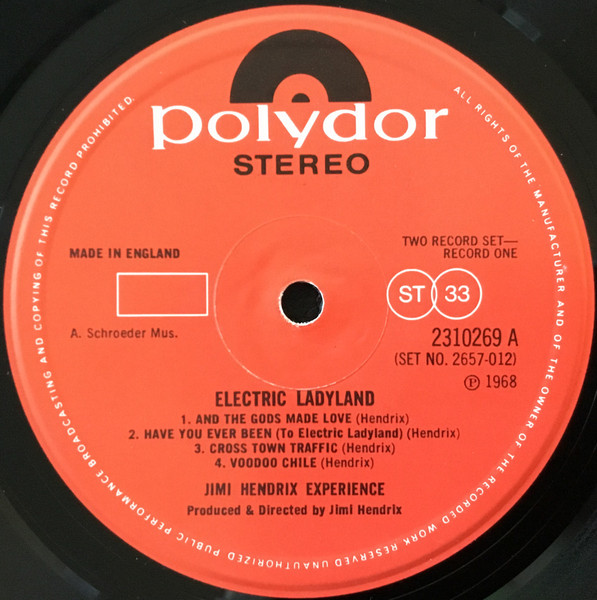 polydor
STEREO
MADE IN ENGLAND
TWO RECORD SET—
RECORD ONE
A. Schroeder Mus.
ST 33
2310269 A
(SET NO. 2657-012)
Ⓟ 1968
ELECTRIC LADYLAND
1. AND THE GODS MADE LOVE (Hendrix)
2. HAVE YOU EVER BEEN (To Electric Ladyland) (Hendrix)
3. CROSS TOWN TRAFFIC (Hendrix)
4. VOODOO CHILE (Hendrix)
JIMI HENDRIX EXPERIENCE
Produced & Directed by Jimi Hendrix
ALL RIGHTS OF THE MANUFACTURER AND OF THE OWNER OF THE RECORDED WORK RESERVED UNAUTHORIZED PUBLIC PERFORMANCE BROADCASTING AND COPYING OF THIS RECORD PROHIBITED.